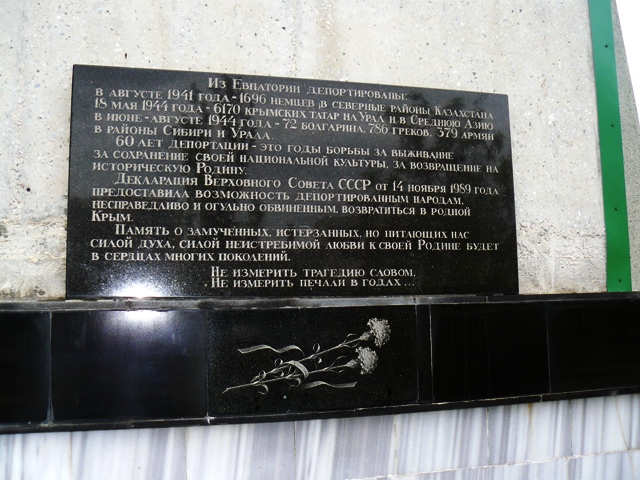 Из Евпатории депортированы:
в августе 1941 года - 1696 немцев в северные районы Казахстана
18 мая 1944 года - 6170 крымских татар на Урал и в Среднюю Азию
в июне-августе 1944 года - 72 болгарина, 786 греков, 379 армян
в районы Сибири и Урала.
60 лет депортации - это годы борьбы за выживание
за сохранение своей национальной культуры, за возвращение на
историческую Родину.
Декларация Верховного Совета СССР от 14 ноября 1989 года
предоставила возможность депортированным народам,
несправедливо и огульно обвиненным, возвратиться в родной
Крым.
Память о замученных, истерзанных, но питающих нас
силой духа, силой неистребимой любви к своей Родине будет
в сердцах многих поколений.
Не измерить трагедию словом,
Не измерить печали в годах...